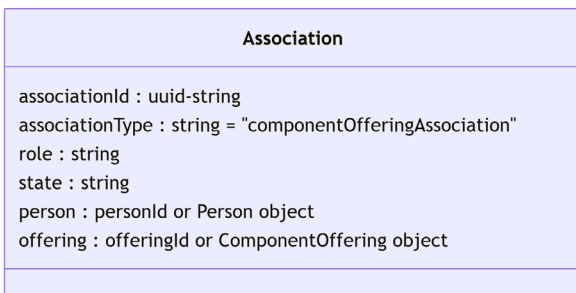 Association
associationId : uuid-string
associationType : string = "componentOfferingAssociation"
role : string
state : string
person : personId or Person object
offering : offeringId or ComponentOffering object